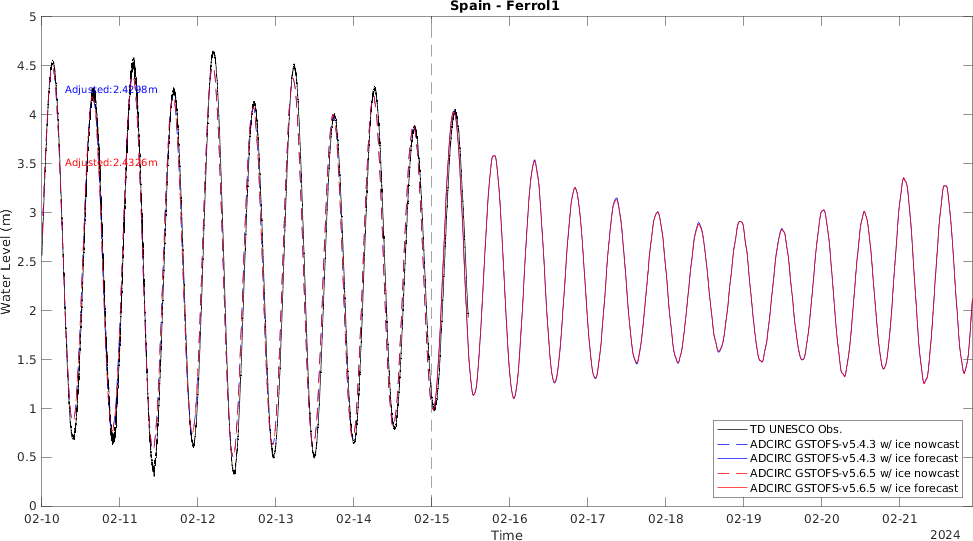 Spain - Ferrol1
5
4.5
4
3.5
3
2.5
2
1.5
1
0.5
0
Water Level (m)
Adjusted:2.4298m
Adjusted:2.4326m
TD UNESCO Obs.
ADCIRC GSTOFS-v5.4.3 w/ ice nowcast
ADCIRC GSTOFS-v5.4.3 w/ ice forecast
ADCIRC GSTOFS-v5.6.5 w/ ice nowcast
ADCIRC GSTOFS-v5.6.5 w/ ice forecast
02-10 02-11 02-12 02-13 02-14 02-15 02-16 02-17 02-18 02-19 02-20 02-21
Time
2024